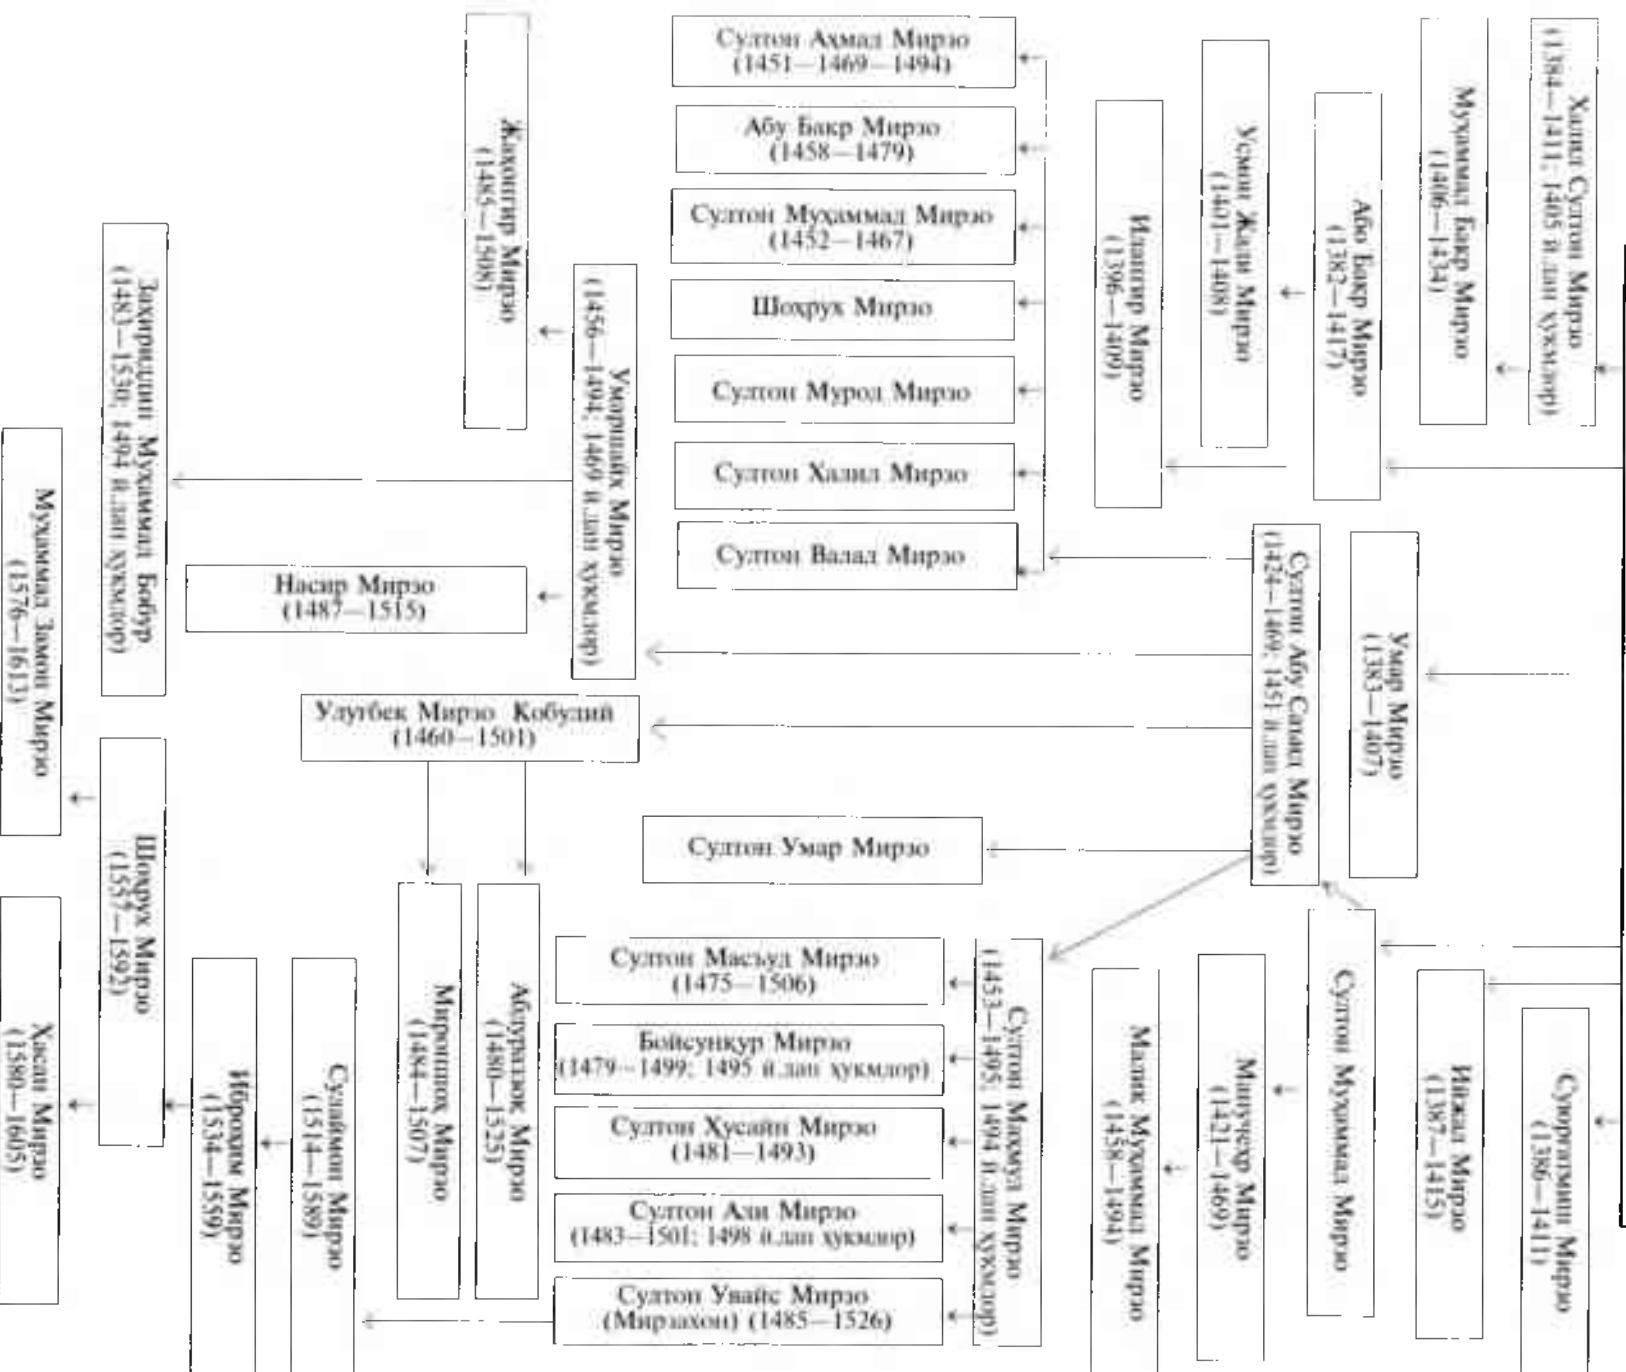 Султон Аҳмад Мирзо
(1451—1469—1494)
Абу Бакр Мирзо
(1458—1479)
Султон Муҳаммад Мирзо
(1452—1467)
Шоҳрух Мирзо
Султон Мурод Мирзо
Султон Халил Мирзо
Султон Валад Мирзо
Жаҳонгир Мирзо
(1485—1508)
Умаршайх Мирзо
(1456—1494; 1469 й.дан ҳукмдор)
Заҳириддин Муҳаммад Бобур
(1483—1530; 1494 й.дан ҳукмдор)
Насир Мирзо
(1487—1515)
Муҳаммад Замон Мирзо
(1576—1613)
Улуғбек Мирзо Кобулий
(1460—1501)
Султон Умар Мирзо
Халил Султон Мирзо
(1384—1411; 1405 й.дан ҳукмдор)
Муҳаммад Бакр Мирзо
(1406—1434)
Або Бакр Мирзо
(1382—1417)
Усмон Жалп Мирзо
(1401—1408)
Илангир Мирзо
(1396—1409)
Умар Мирзо
(1383—1407)
Султон Абу Саъид Мирзо
(1424—1469; 1451 й.дан ҳукмдор)
Султон Масъуд Мирзо
(1475—1506)
Бойсунқур Мирзо
(1479—1499; 1495 й.дан ҳукмдор)
Султон Ҳусайн Мирзо
(1481—1493)
Султон Али Мирзо
(1483—1501; 1498 й.дан ҳукмдор)
Султон Увайс Мирзо
(Мирзахон) (1485—1526)
Султон Маҳмуд Мирзо
(1453—1495; 1494 й.дан ҳукмдор)
Абдураззоқ Мирзо
(1480—1525)
Мироншоҳ Мирзо
(1484—1507)
Сулаймон Мирзо
(1514—1589)
Иброҳим Мирзо
(1534—1559)
Шоҳрух Мирзо
(1557—1592)
Ҳасан Мирзо
(1580—1605)
Султон Муҳаммад Мирзо
Минучеҳр Мирзо
(1421—1469)
Малик Муҳаммад Мирзо
(1458—1494)
Ийжал Мирзо
(1387—1415)
Суюрғатмиш Мирзо
(1386—1411)